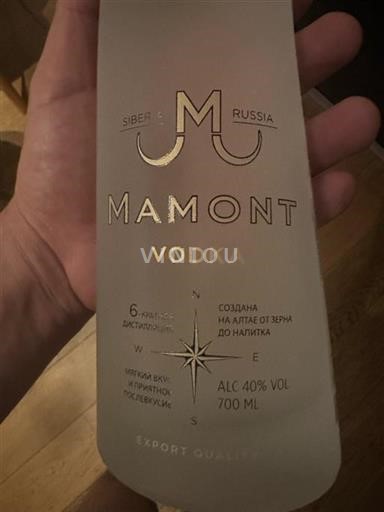 SIBERIA RUSSIA
M
MAMONT
VODKA
N
6-КРАТНАЯ
ДИСТИЛЛЯЦИЯ
СОЗДАНА
НА АЛТАЕ ОТ ЗЕРНА
ДО НАПИТКА
W E
МЯГКИЙ ВКУС
И ПРИЯТНОЕ
ПОСЛЕВКУСИЕ
ALC 40% VOL
700 ML
S
EXPORT QUALITY